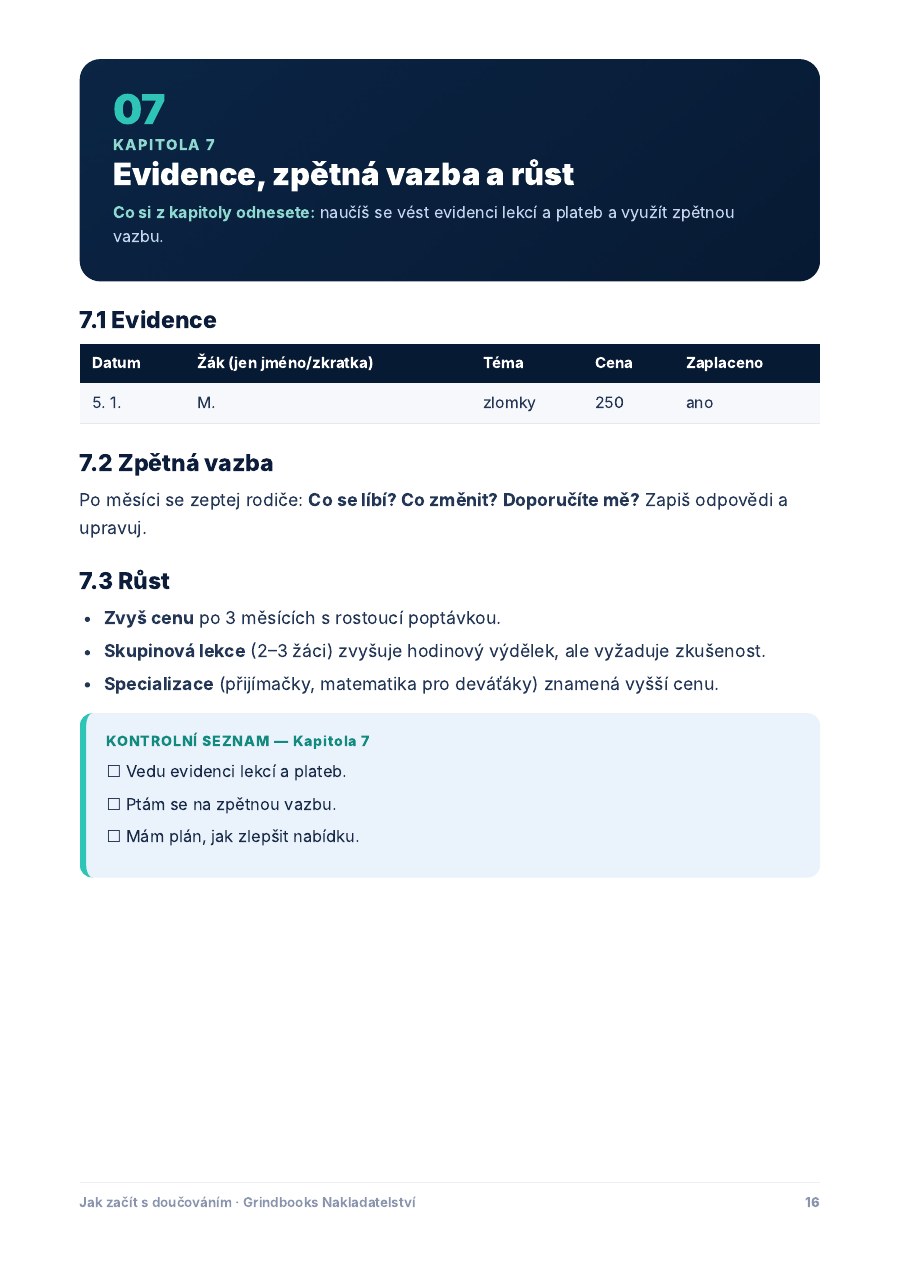 07
KAPITOLA 7
Evidence, zpětná vazba a růst
Co si z kapitoly odnesete: naučíš se vést evidenci lekcí a plateb a využít zpětnou
vazbu.
7.1 Evidence
Datum Žák (jen jméno/zkratka) Téma Cena Zaplaceno
5. 1. M. zlomky 250 ano
7.2 Zpětná vazba
Po měsíci se zeptej rodiče: Co se líbí? Co změnit? Doporučíte mě? Zapiš odpovědi a
upravuj.
7.3 Růst
• Zvyš cenu po 3 měsících s rostoucí poptávkou.
• Skupinová lekce (2–3 žáci) zvyšuje hodinový výdělek, ale vyžaduje zkušenost.
• Specializace (přijímačky, matematika pro deváťáky) znamená vyšší cenu.
KONTROLNÍ SEZNAM — Kapitola 7
☐ Vedu evidenci lekcí a plateb.
☐ Ptám se na zpětnou vazbu.
☐ Mám plán, jak zlepšit nabídku.
Jak začít s doučováním · Grindbooks Nakladatelství 16